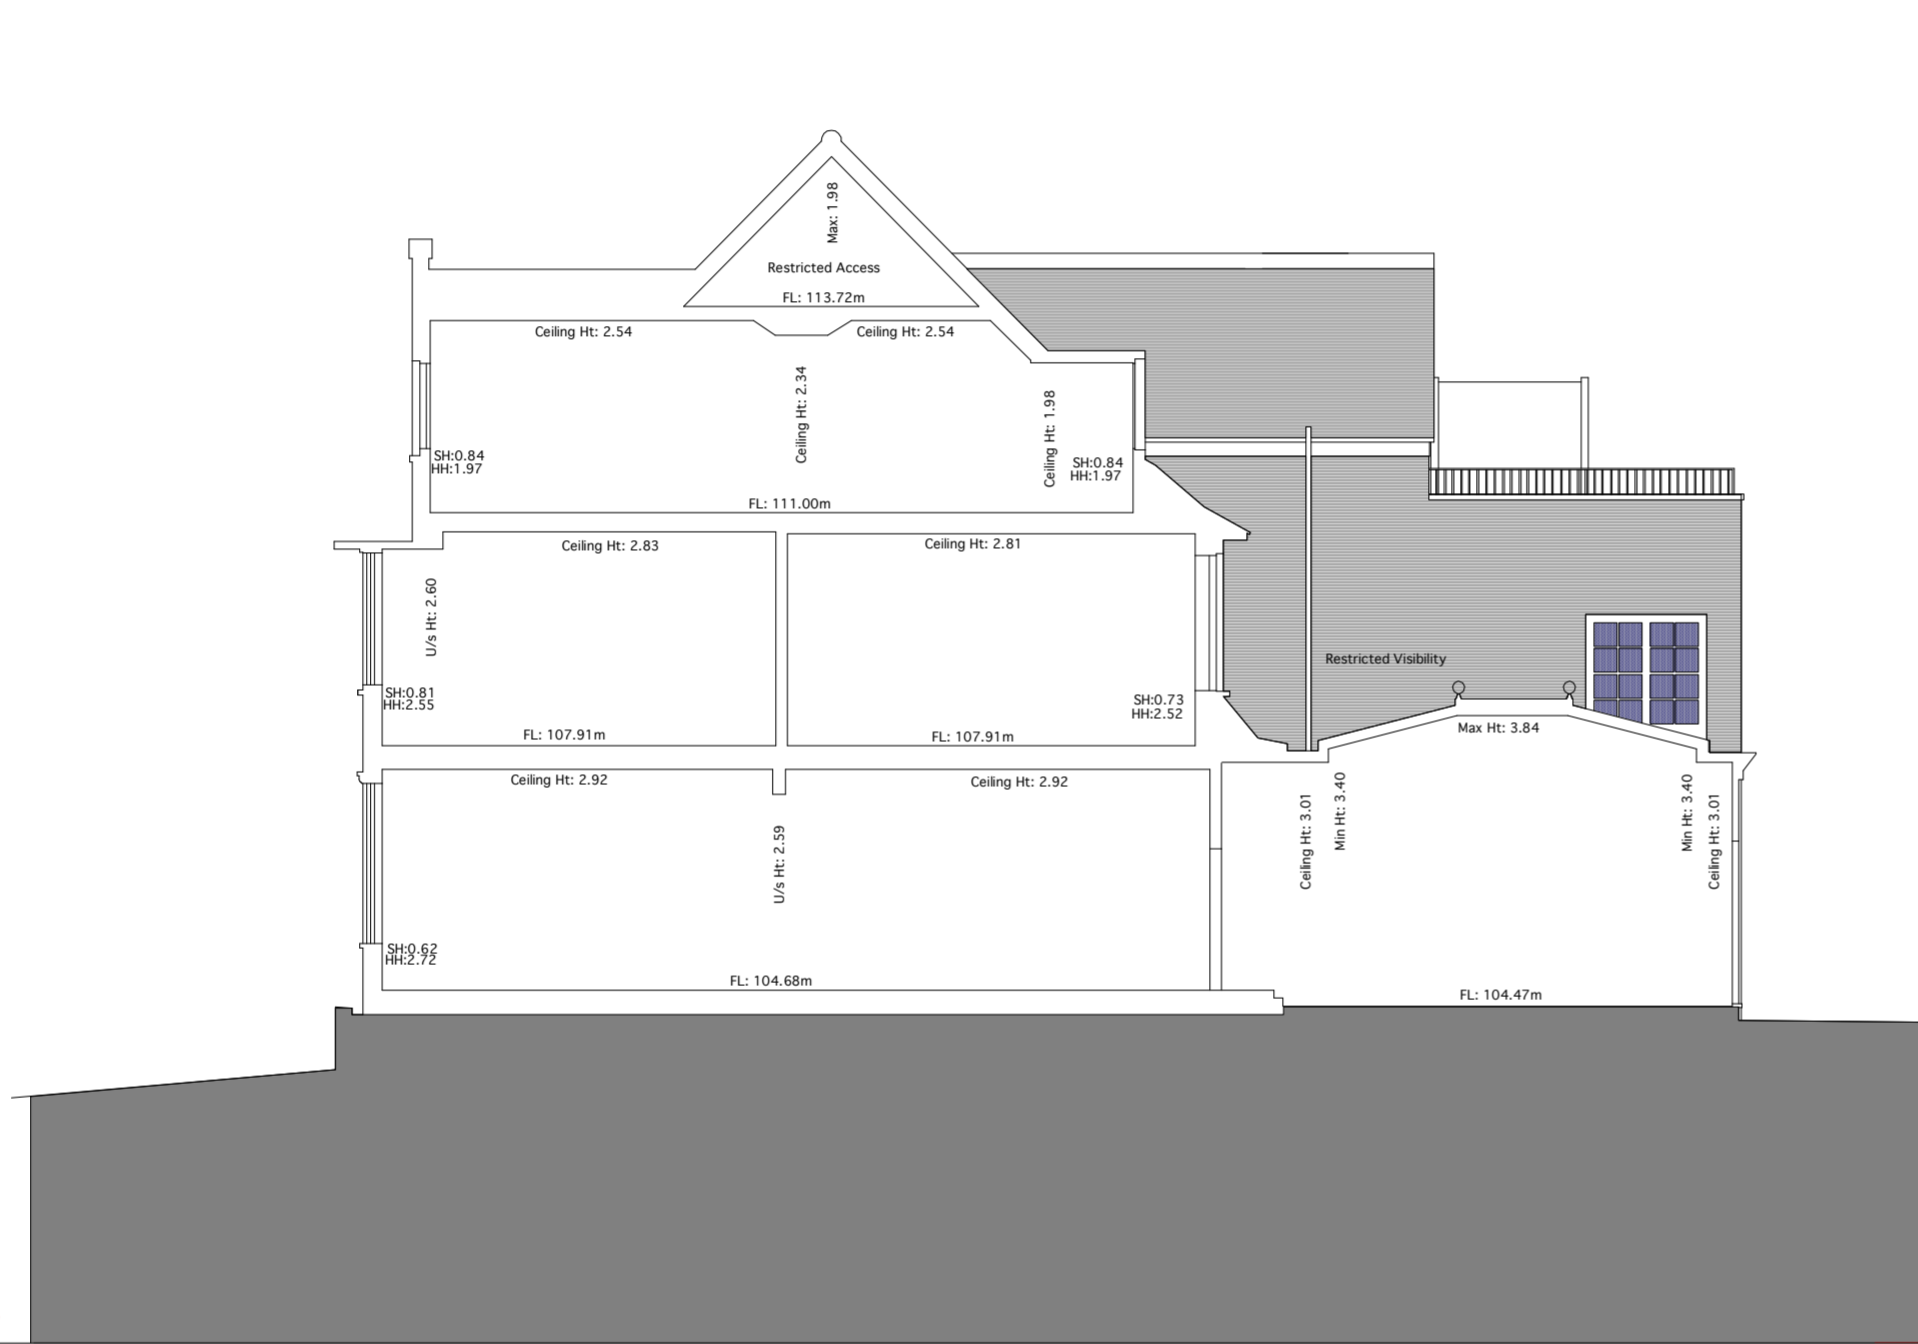 Max: 1.98
Restricted Access
FL: 113.72m
Ceiling Ht: 2.54
Ceiling Ht: 2.54
Ceiling Ht: 2.34
Ceiling Ht: 1.98
SH:0.84
HH:1.97
SH:0.84
HH:1.97
FL: 111.00m
Ceiling Ht: 2.83
Ceiling Ht: 2.81
U/s Ht: 2.60
Restricted Visibility
SH:0.81
HH:2.55
SH:0.73
HH:2.52
FL: 107.91m
FL: 107.91m
Max Ht: 3.84
Ceiling Ht: 2.92
Ceiling Ht: 2.92
U/s Ht: 2.59
Ceiling Ht: 3.01
Min Ht: 3.40
Min Ht: 3.40
Ceiling Ht: 3.01
SH:0.62
HH:2.72
FL: 104.68m
FL: 104.47m